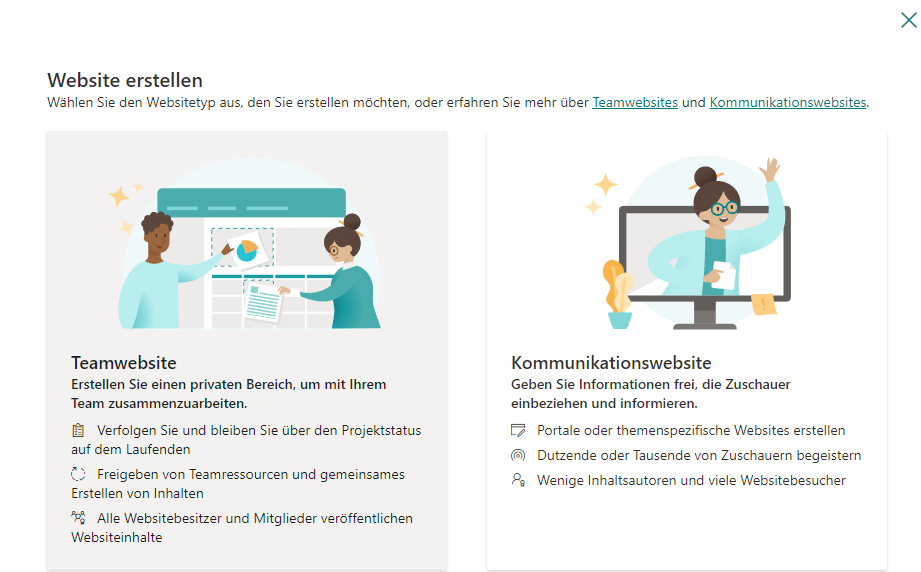 Website erstellen
Wählen Sie den Websitetyp aus, den Sie erstellen möchten, oder erfahren Sie mehr über Teamwebsites und Kommunikationswebsites.
Teamwebsite
Erstellen Sie einen privaten Bereich, um mit Ihrem
Team zusammenzuarbeiten.
Verfolgen Sie und bleiben Sie über den Projektstatus
auf dem Laufenden
Freigeben von Teamressourcen und gemeinsames
Erstellen von Inhalten
Alle Websitebesitzer und Mitglieder veröffentlichen
Websiteinhalte
Kommunikationswebsite
Geben Sie Informationen frei, die Zuschauer
einbeziehen und informieren.
Portale oder themenspezifische Websites erstellen
Dutzende oder Tausende von Zuschauern begeistern
Wenige Inhaltsautoren und viele Websitebesucher